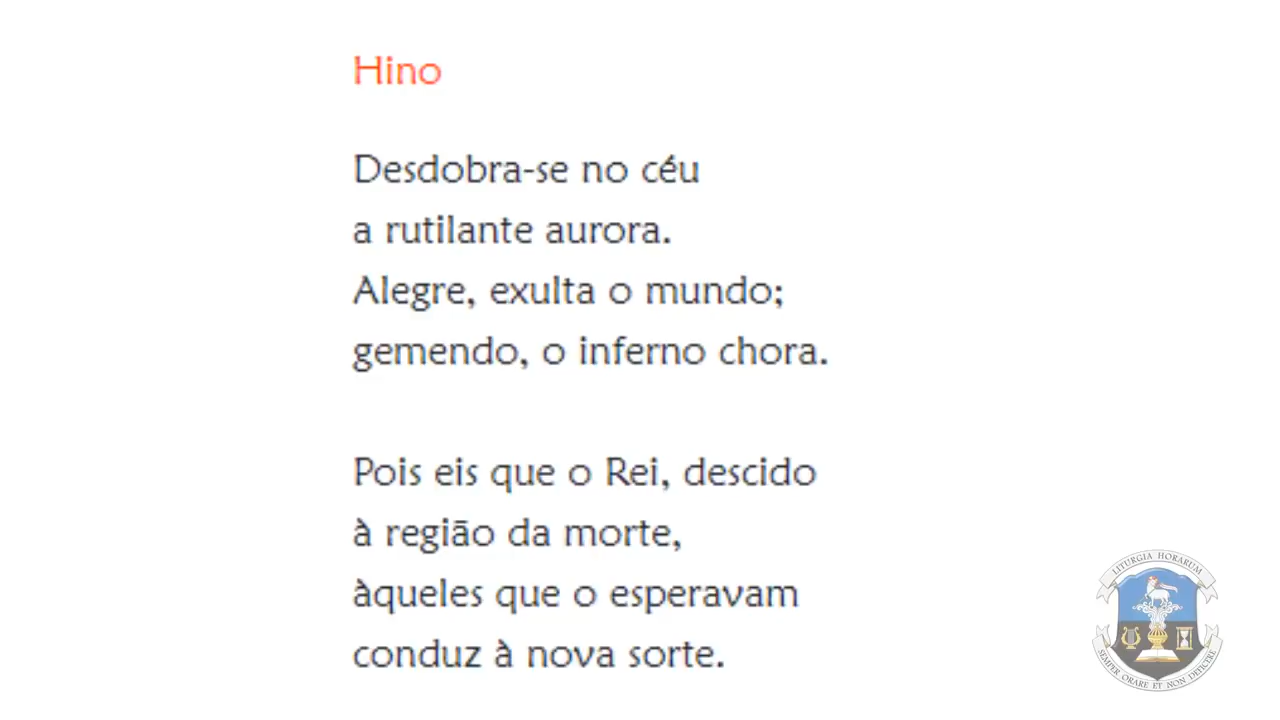 Hino
Desdobra-se no céu
a rutilante aurora.
Alegre, exulta o mundo;
gemendo, o inferno chora.
Pois eis que o Rei, descido
à região da morte,
àqueles que o esperavam
conduz à nova sorte.
LITURGIA HORARUM
SEMPER ORARE ET NON DEFICERE